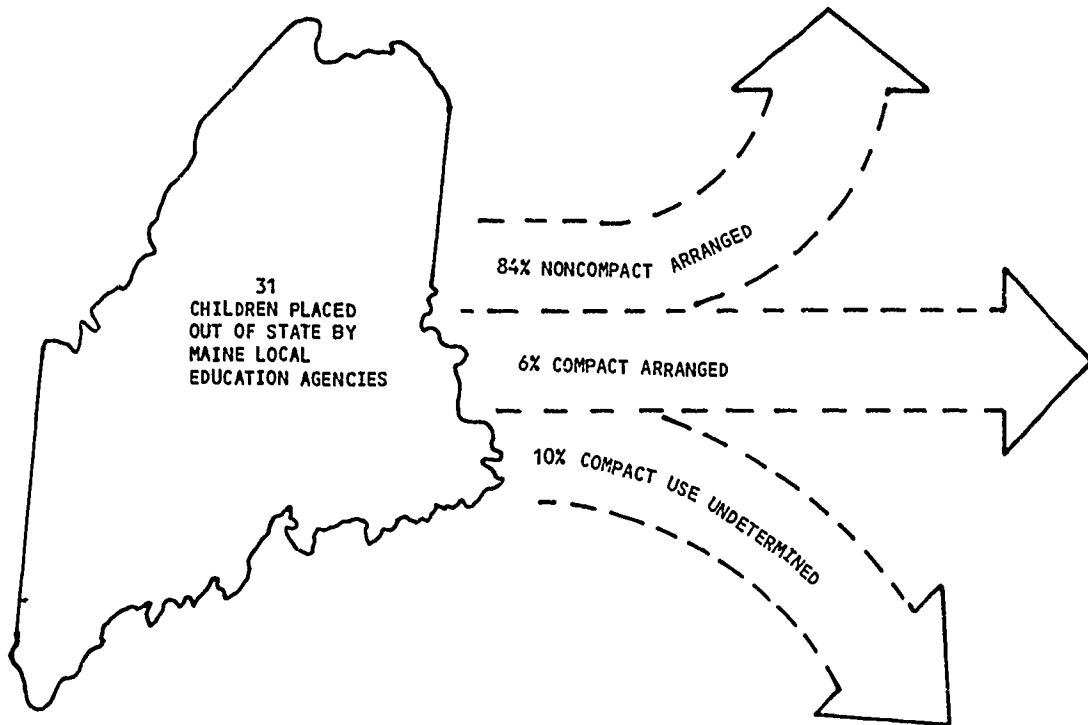 31
CHILDREN PLACED
OUT OF STATE BY
MAINE LOCAL
EDUCATION AGENCIES
84% NONCOMPACT ARRANGED
6% COMPACT ARRANGED
10% COMPACT USE UNDETERMINED